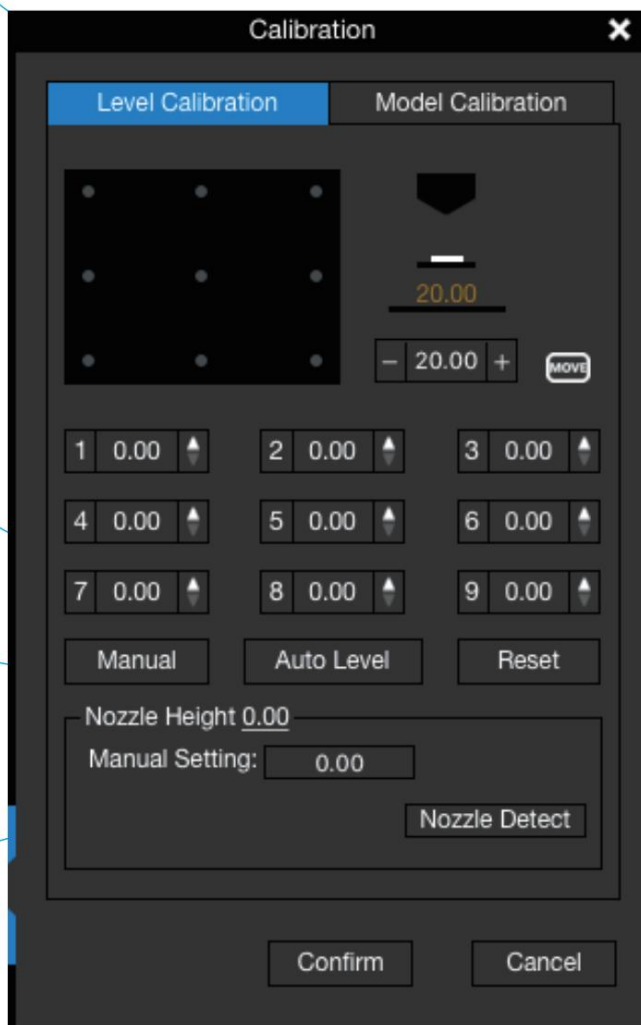 Calibration
Level Calibration Model Calibration
20.00
− 20.00 + MOVE
1 0.00 2 0.00 3 0.00
4 0.00 5 0.00 6 0.00
7 0.00 8 0.00 9 0.00
Manual Auto Level Reset
Nozzle Height 0.00
Manual Setting: 0.00
Nozzle Detect
Confirm Cancel